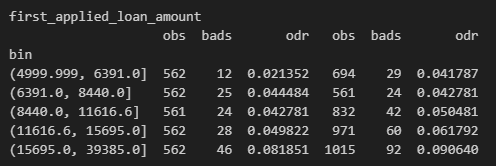 first_applied_loan_amount
obs bads odr obs bads odr
bin
(4999.999, 6391.0] 562 12 0.021352 694 29 0.041787
(6391.0, 8440.0] 562 25 0.044484 561 24 0.042781
(8440.0, 11616.6] 561 24 0.042781 832 42 0.050481
(11616.6, 15695.0] 562 28 0.049822 971 60 0.061792
(15695.0, 39385.0] 562 46 0.081851 1015 92 0.090640